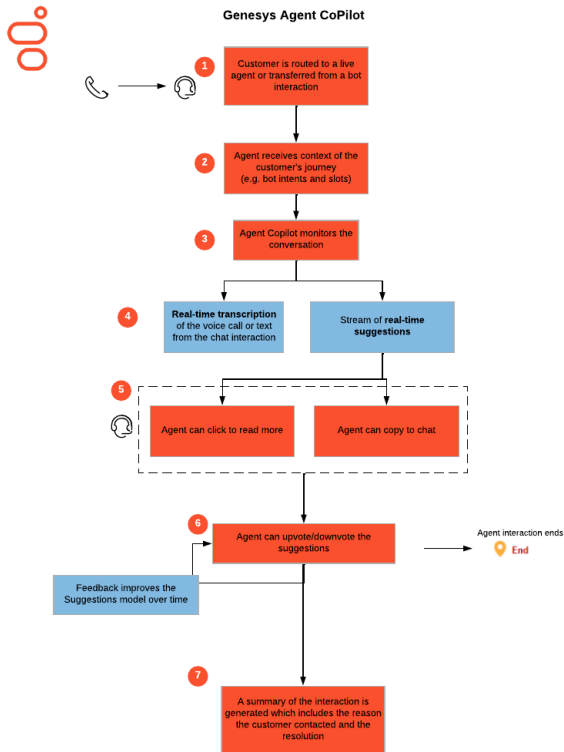 Genesys Agent CoPilot
1
Customer is routed to a live
agent or transferred from a bot
interaction
2
Agent receives context of the
customer's journey
(e.g. bot intents and slots)
3
Agent Copilot monitors the
conversation
4
Real-time transcription
of the voice call or text
from the chat interaction
Stream of real-time
suggestions
5
Agent can click to read more
Agent can copy to chat
6
Agent can upvote/downvote the
suggestions
Agent interaction ends
End
Feedback improves the
Suggestions model over time
7
A summary of the interaction is
generated which includes the reason
the customer contacted and the
resolution